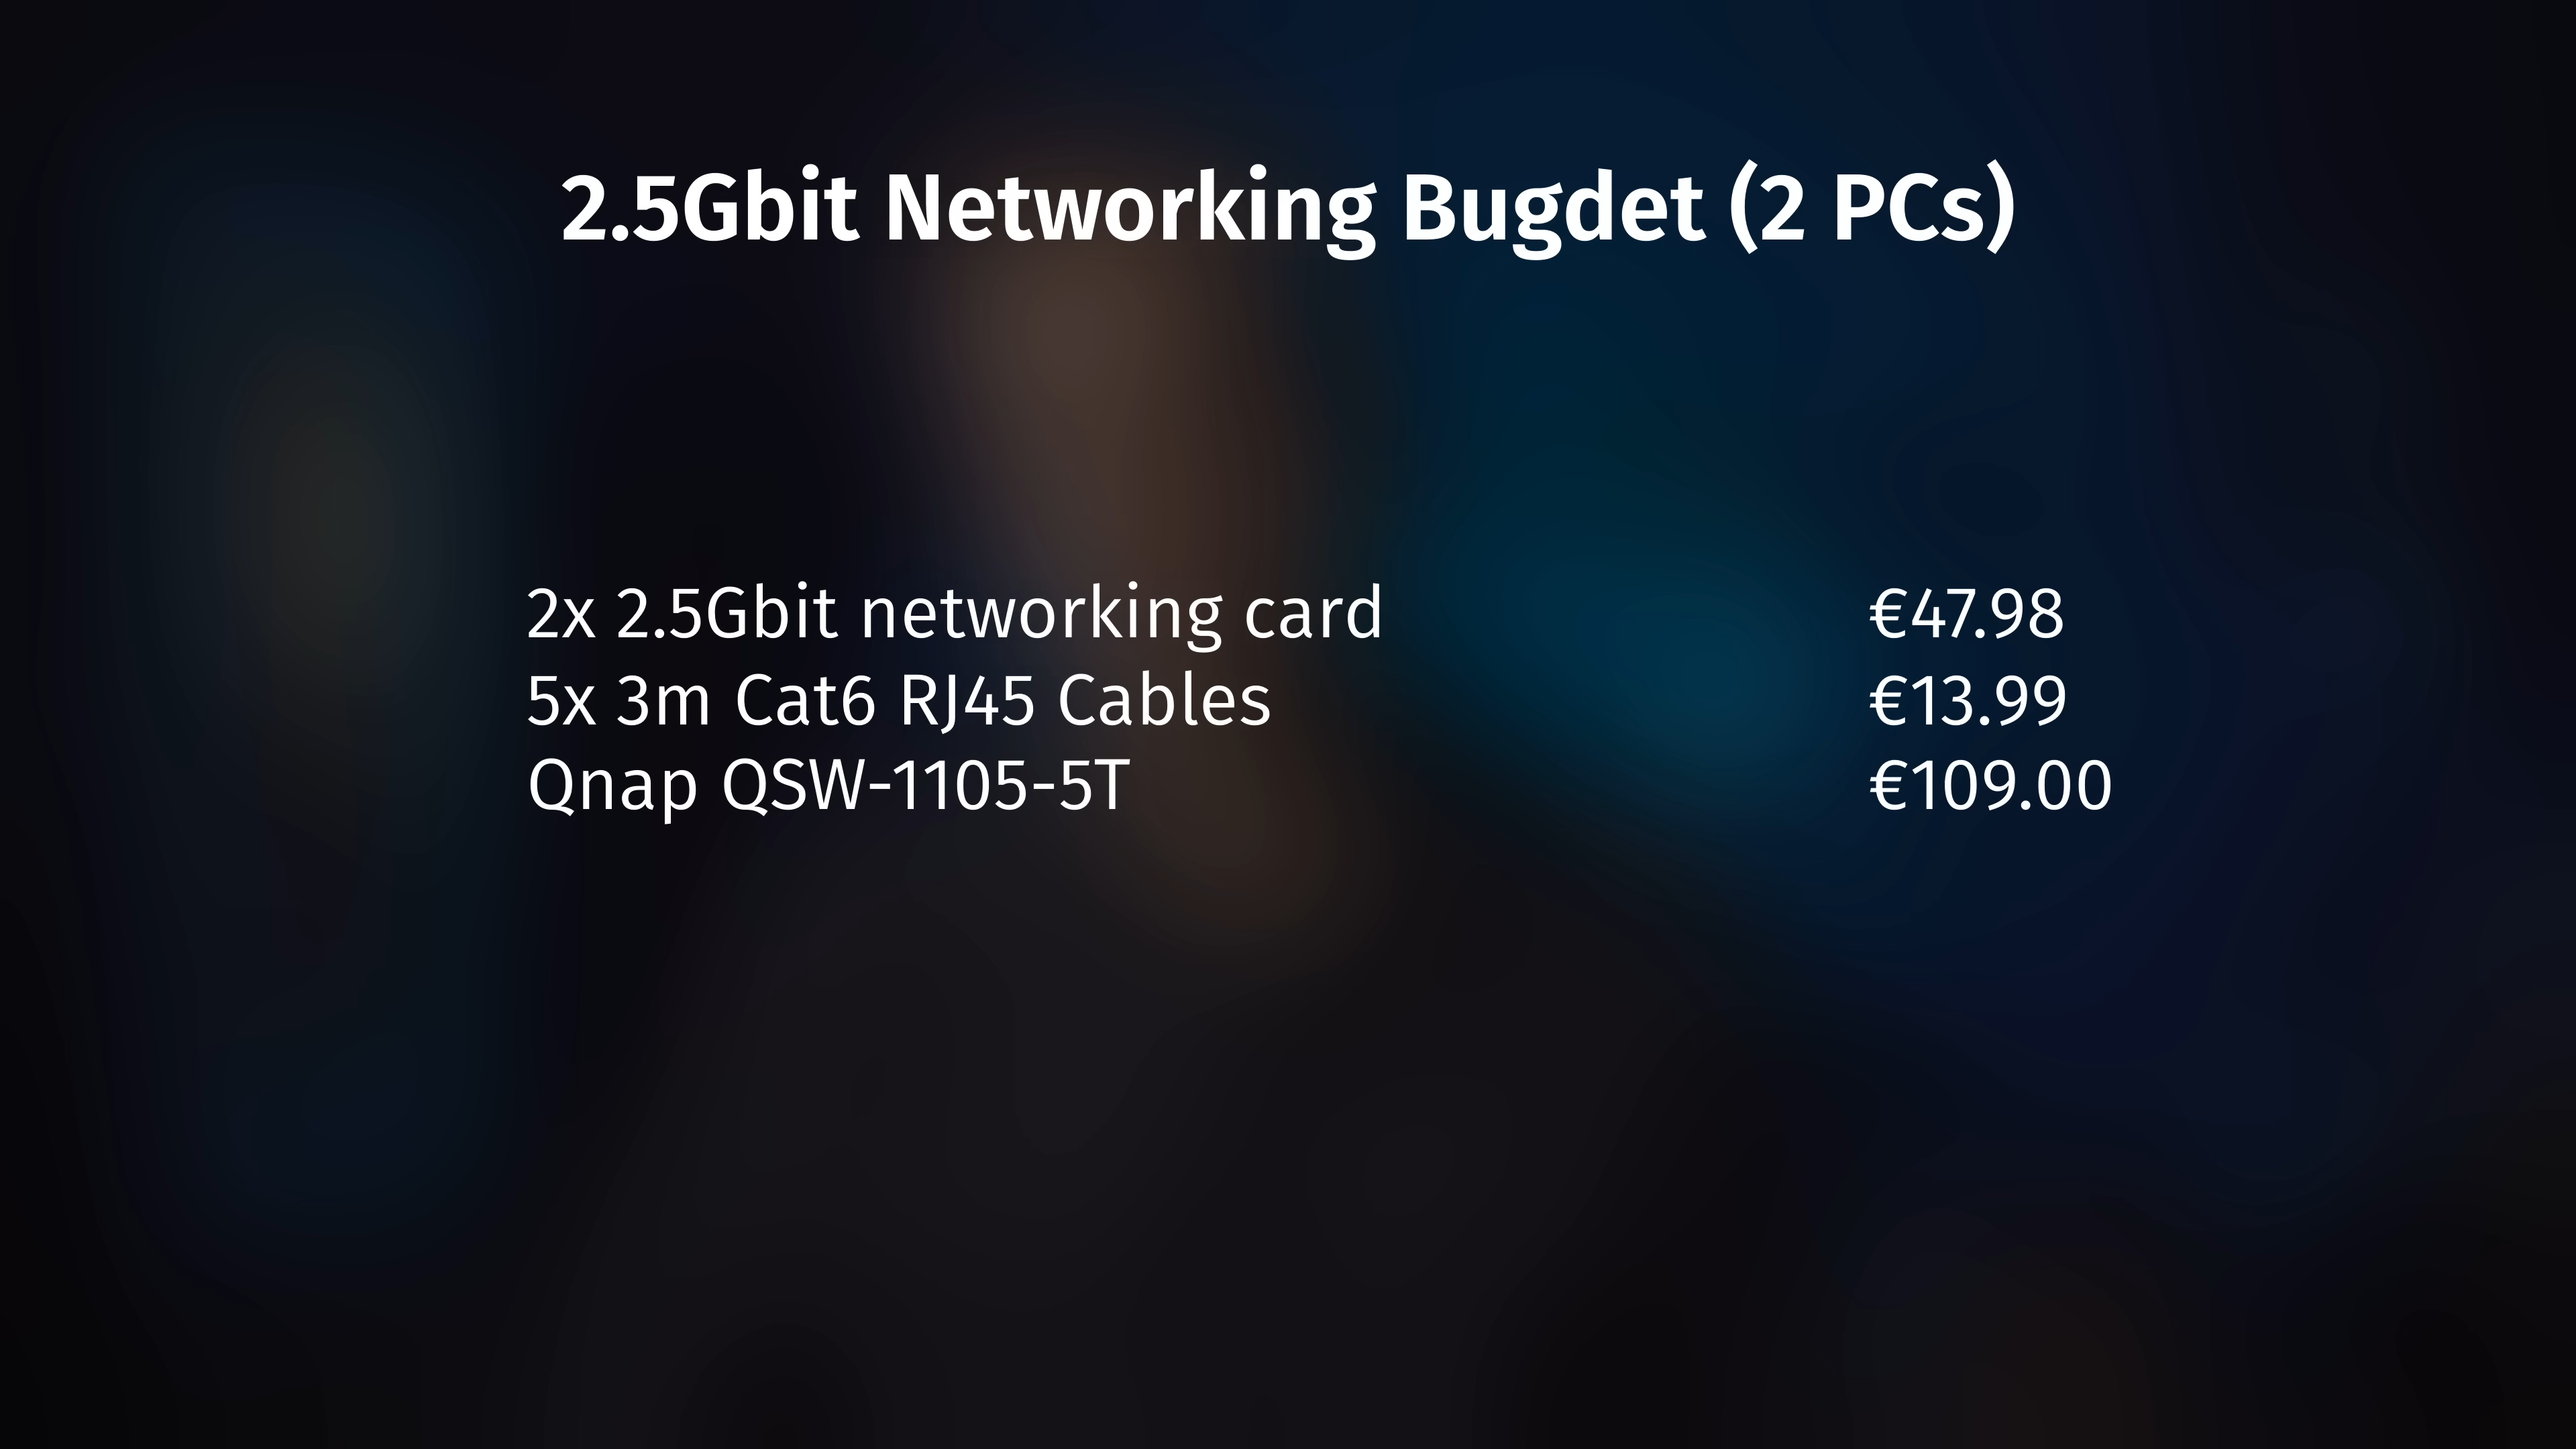 2.5Gbit Networking Bugdet (2 PCs)
2x 2.5Gbit networking card €47.98
5x 3m Cat6 RJ45 Cables €13.99
Qnap QSW-1105-5T €109.00